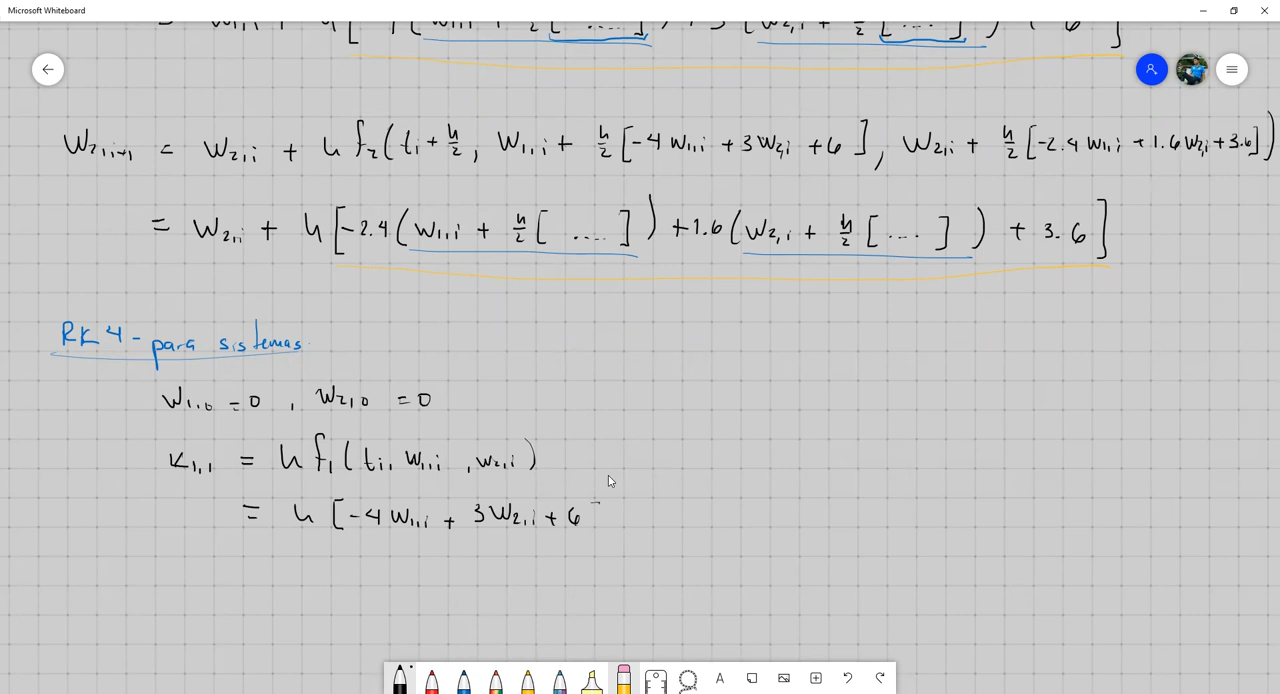 Microsoft Whiteboard
W2,i+1 = W2,i + h f2 ( ti + h/2 , W1,i + h/2 [ -4 W1,i + 3 W2,i + 6 ] , W2,i + h/2 [ -2.4 W1,i + 1.6 W2,i + 3.6 ] )
= W2,i + h [ -2.4 ( W1,i + h/2 [ .... ] ) + 1.6 ( W2,i + h/2 [ ... ] ) + 3.6 ]
RK 4 - para sistemas
W1,0 = 0 , W2,0 = 0
K1,1 = h f1 ( ti, W1,i , W2,i )
= h [ -4 W1,i + 3 W2,i + 6